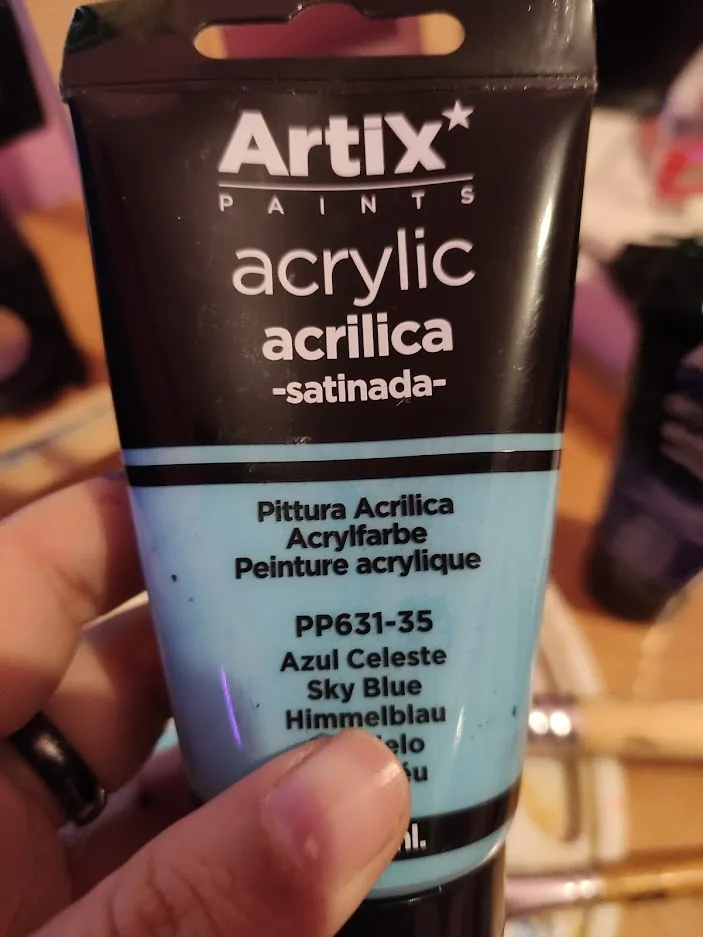 Artix
PAINTS
acrylic
acrilica
-satinada-
Pittura Acrilica
Acrylfarbe
Peinture acrylique
PP631-35
Azul Celeste
Sky Blue
Himmelblau